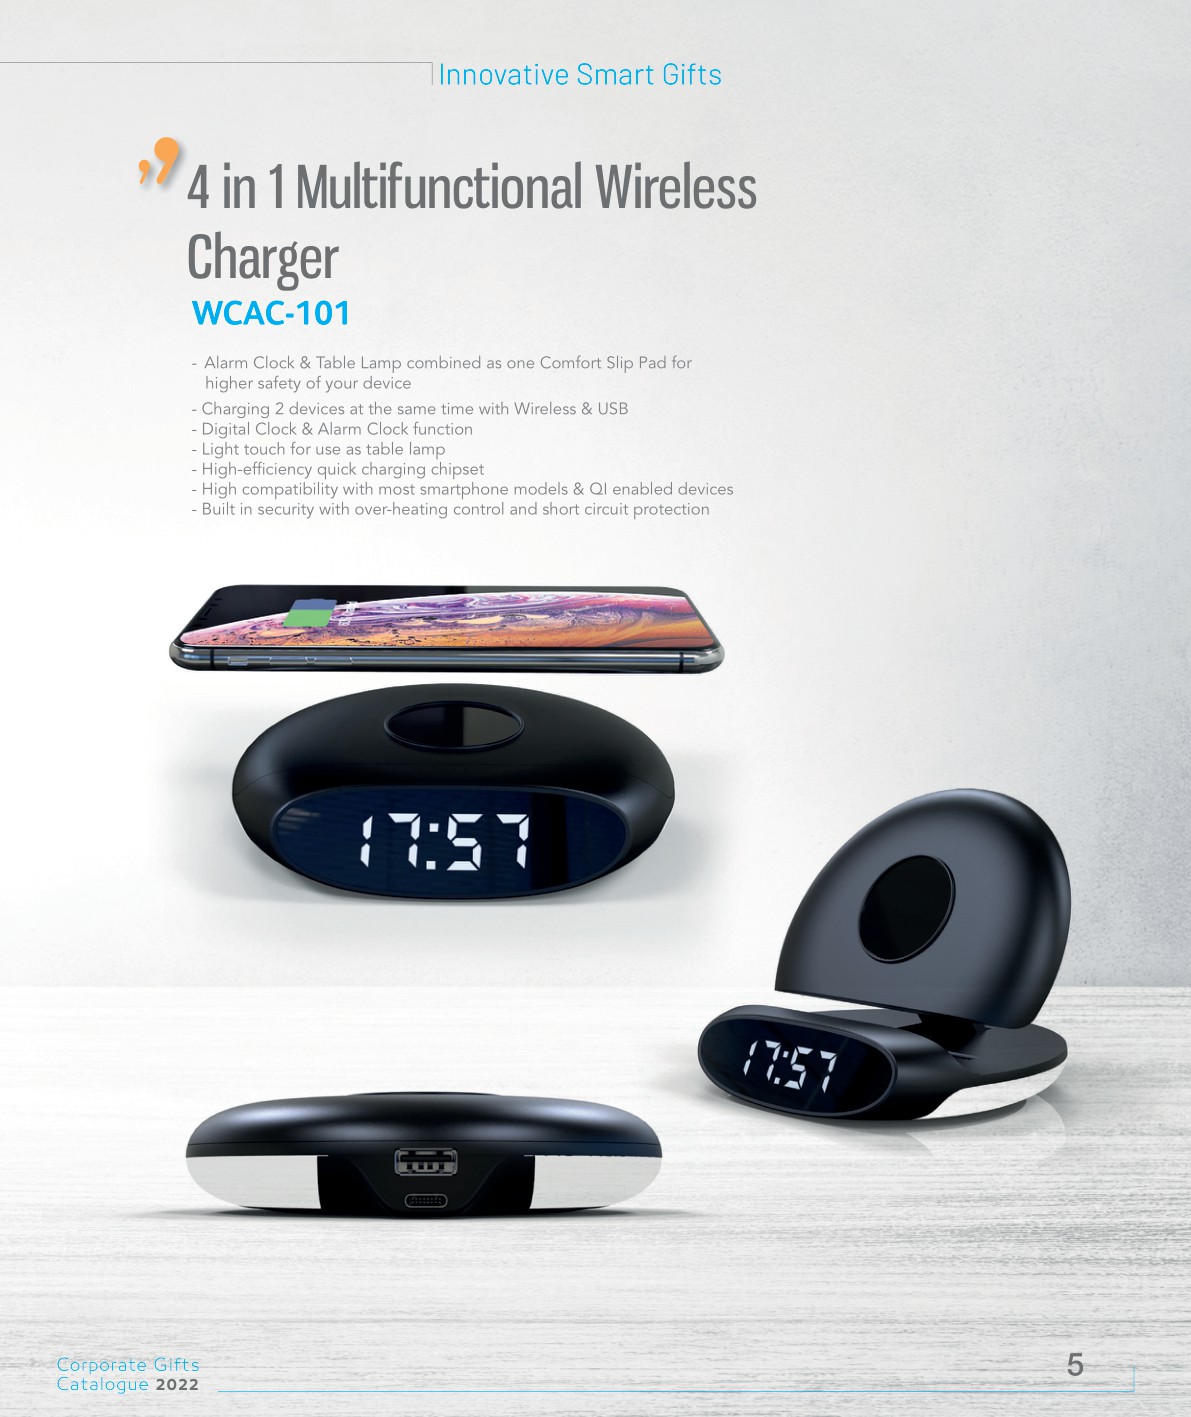 Innovative Smart Gifts
4 in 1 Multifunctional Wireless
Charger
WCAC-101
- Alarm Clock & Table Lamp combined as one Comfort Slip Pad for
higher safety of your device
- Charging 2 devices at the same time with Wireless & USB
- Digital Clock & Alarm Clock function
- Light touch for use as table lamp
- High-efficiency quick charging chipset
- High compatibility with most smartphone models & QI enabled devices
- Built in security with over-heating control and short circuit protection
17:57
17:57
Corporate Gifts
Catalogue 2022
5